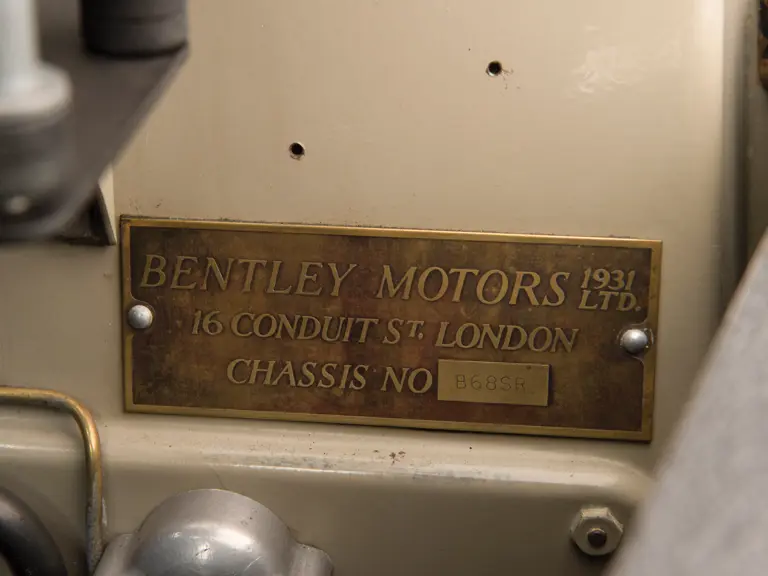 BENTLEY MOTORS 1931 LTD.
16 CONDUIT ST. LONDON
CHASSIS NO B68SR